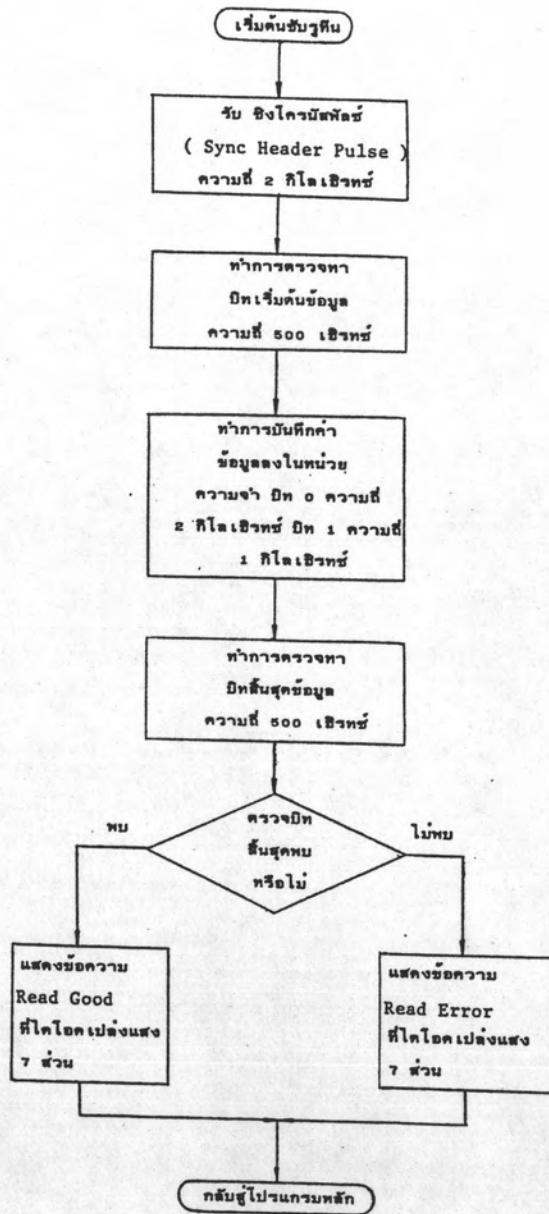 เริ่มต้นซับรูทีน
รับ ซิงโครนัสพัลซ์
( Sync Header Pulse )
ความถี่ 2 กิโลเฮิรทซ์
ทำการตรวจหา
บิทเริ่มต้นข้อมูล
ความถี่ 500 เฮิรทซ์
ทำการบันทึกค่า
ข้อมูลลงในหน่วย
ความจำ บิท 0 ความถี่
2 กิโลเฮิรทซ์ บิท 1 ความถี่
1 กิโลเฮิรทซ์
ทำการตรวจหา
บิทสิ้นสุดข้อมูล
ความถี่ 500 เฮิรทซ์
ตรวจบิท
สิ้นสุดพบ
หรือไม่
พบ
ไม่พบ
แสดงข้อความ
Read Good
ที่ไดโอดเปล่งแสง
7 ส่วน
แสดงข้อความ
Read Error
ที่ไดโอดเปล่งแสง
7 ส่วน
กลับสู่โปรแกรมหลัก